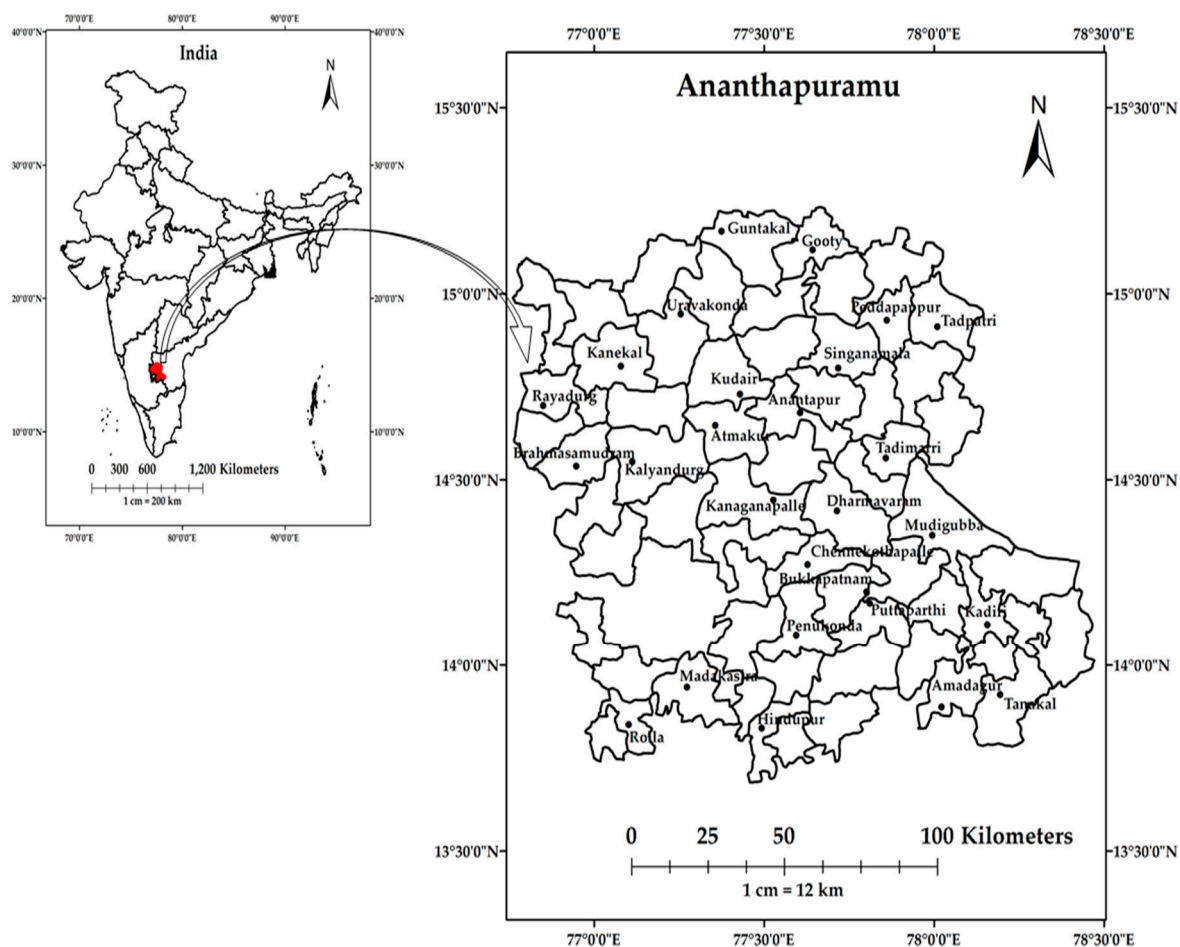 70°0'0"E 80°0'0"E 90°0'0"E
40°0'0"N 40°0'0"N
India
N
30°0'0"N 30°0'0"N
20°0'0"N 20°0'0"N
10°0'0"N 10°0'0"N
0 300 600 1,200 Kilometers
1 cm = 200 km
70°0'0"E 80°0'0"E 90°0'0"E
77°0'0"E 77°30'0"E 78°0'0"E 78°30'0"E
Ananthapuramu
15°30'0"N 15°30'0"N
N
Guntakal
Gooty
15°0'0"N 15°0'0"N
Uravakonda
Peddapappur
Tadpatri
Kanekal
Singanamala
Kudair
Rayadurg
Anantapur
Atmakur
Brahmasamudram
Tadimarri
Kalyandurg
14°30'0"N 14°30'0"N
Kanaganapalle
Dharmavaram
Mudigubba
Chennekothapalle
Bukkapatnam
Puttaparthi
Kadiri
Penukonda
14°0'0"N 14°0'0"N
Madakasira
Amadagur
Tanakal
Hindupur
Rolla
0 25 50 100 Kilometers
13°30'0"N 13°30'0"N
1 cm = 12 km
77°0'0"E 77°30'0"E 78°0'0"E 78°30'0"E